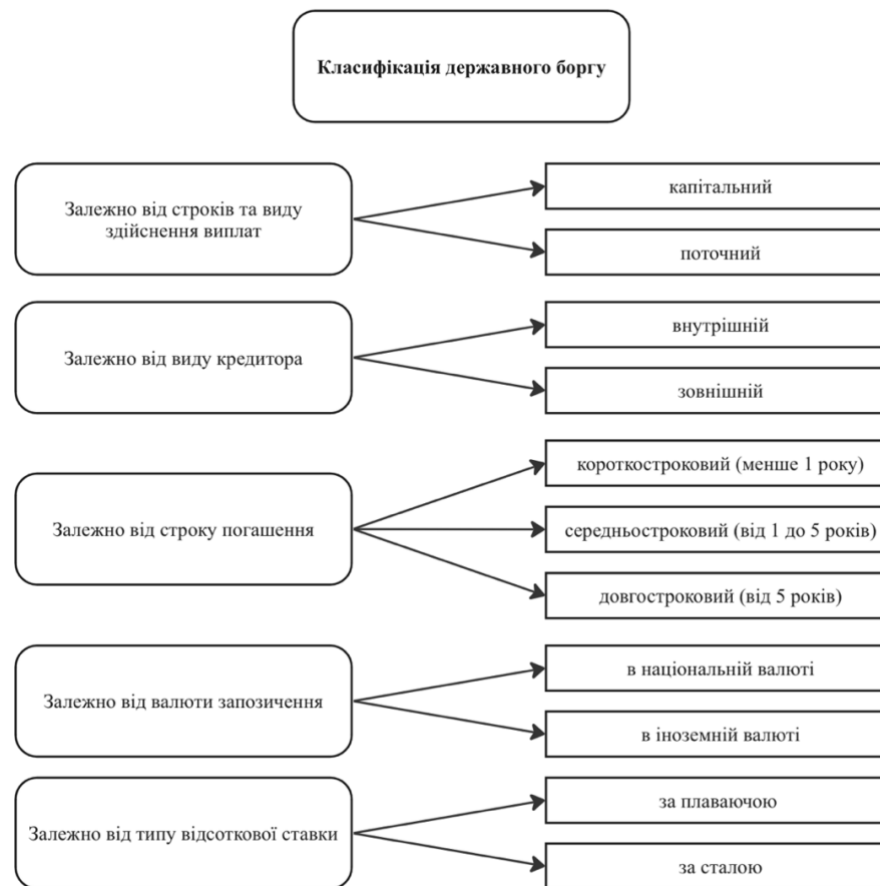 Класифікація державного боргу
Залежно від строків та виду
здійснення виплат
капітальний
поточний
Залежно від виду кредитора
внутрішній
зовнішній
Залежно від строку погашення
короткостроковий (менше 1 року)
середньостроковий (від 1 до 5 років)
довгостроковий (від 5 років)
Залежно від валюти запозичення
в національній валюті
в іноземній валюті
Залежно від типу відсоткової ставки
за плаваючою
за сталою